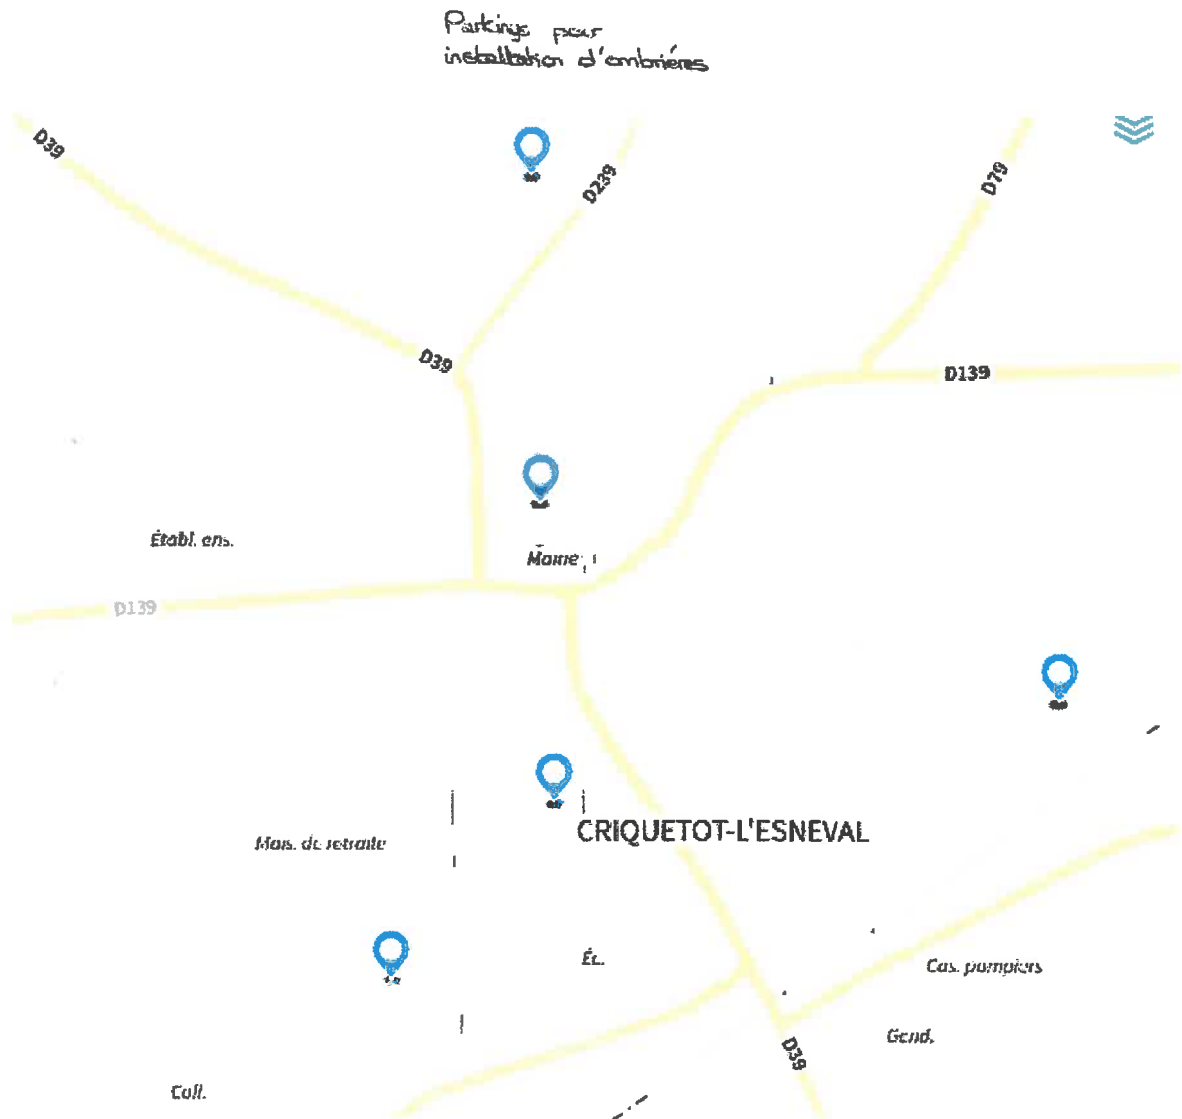 Parkings pour
installation d'ombrières
D39
D239
D79
D39
D139
Établ. ens.
Mairie
D139
CRIQUETOT-L'ESNEVAL
Mais. de retraite
Éc.
Cas. pompiers
Gend.
D39
Coll.